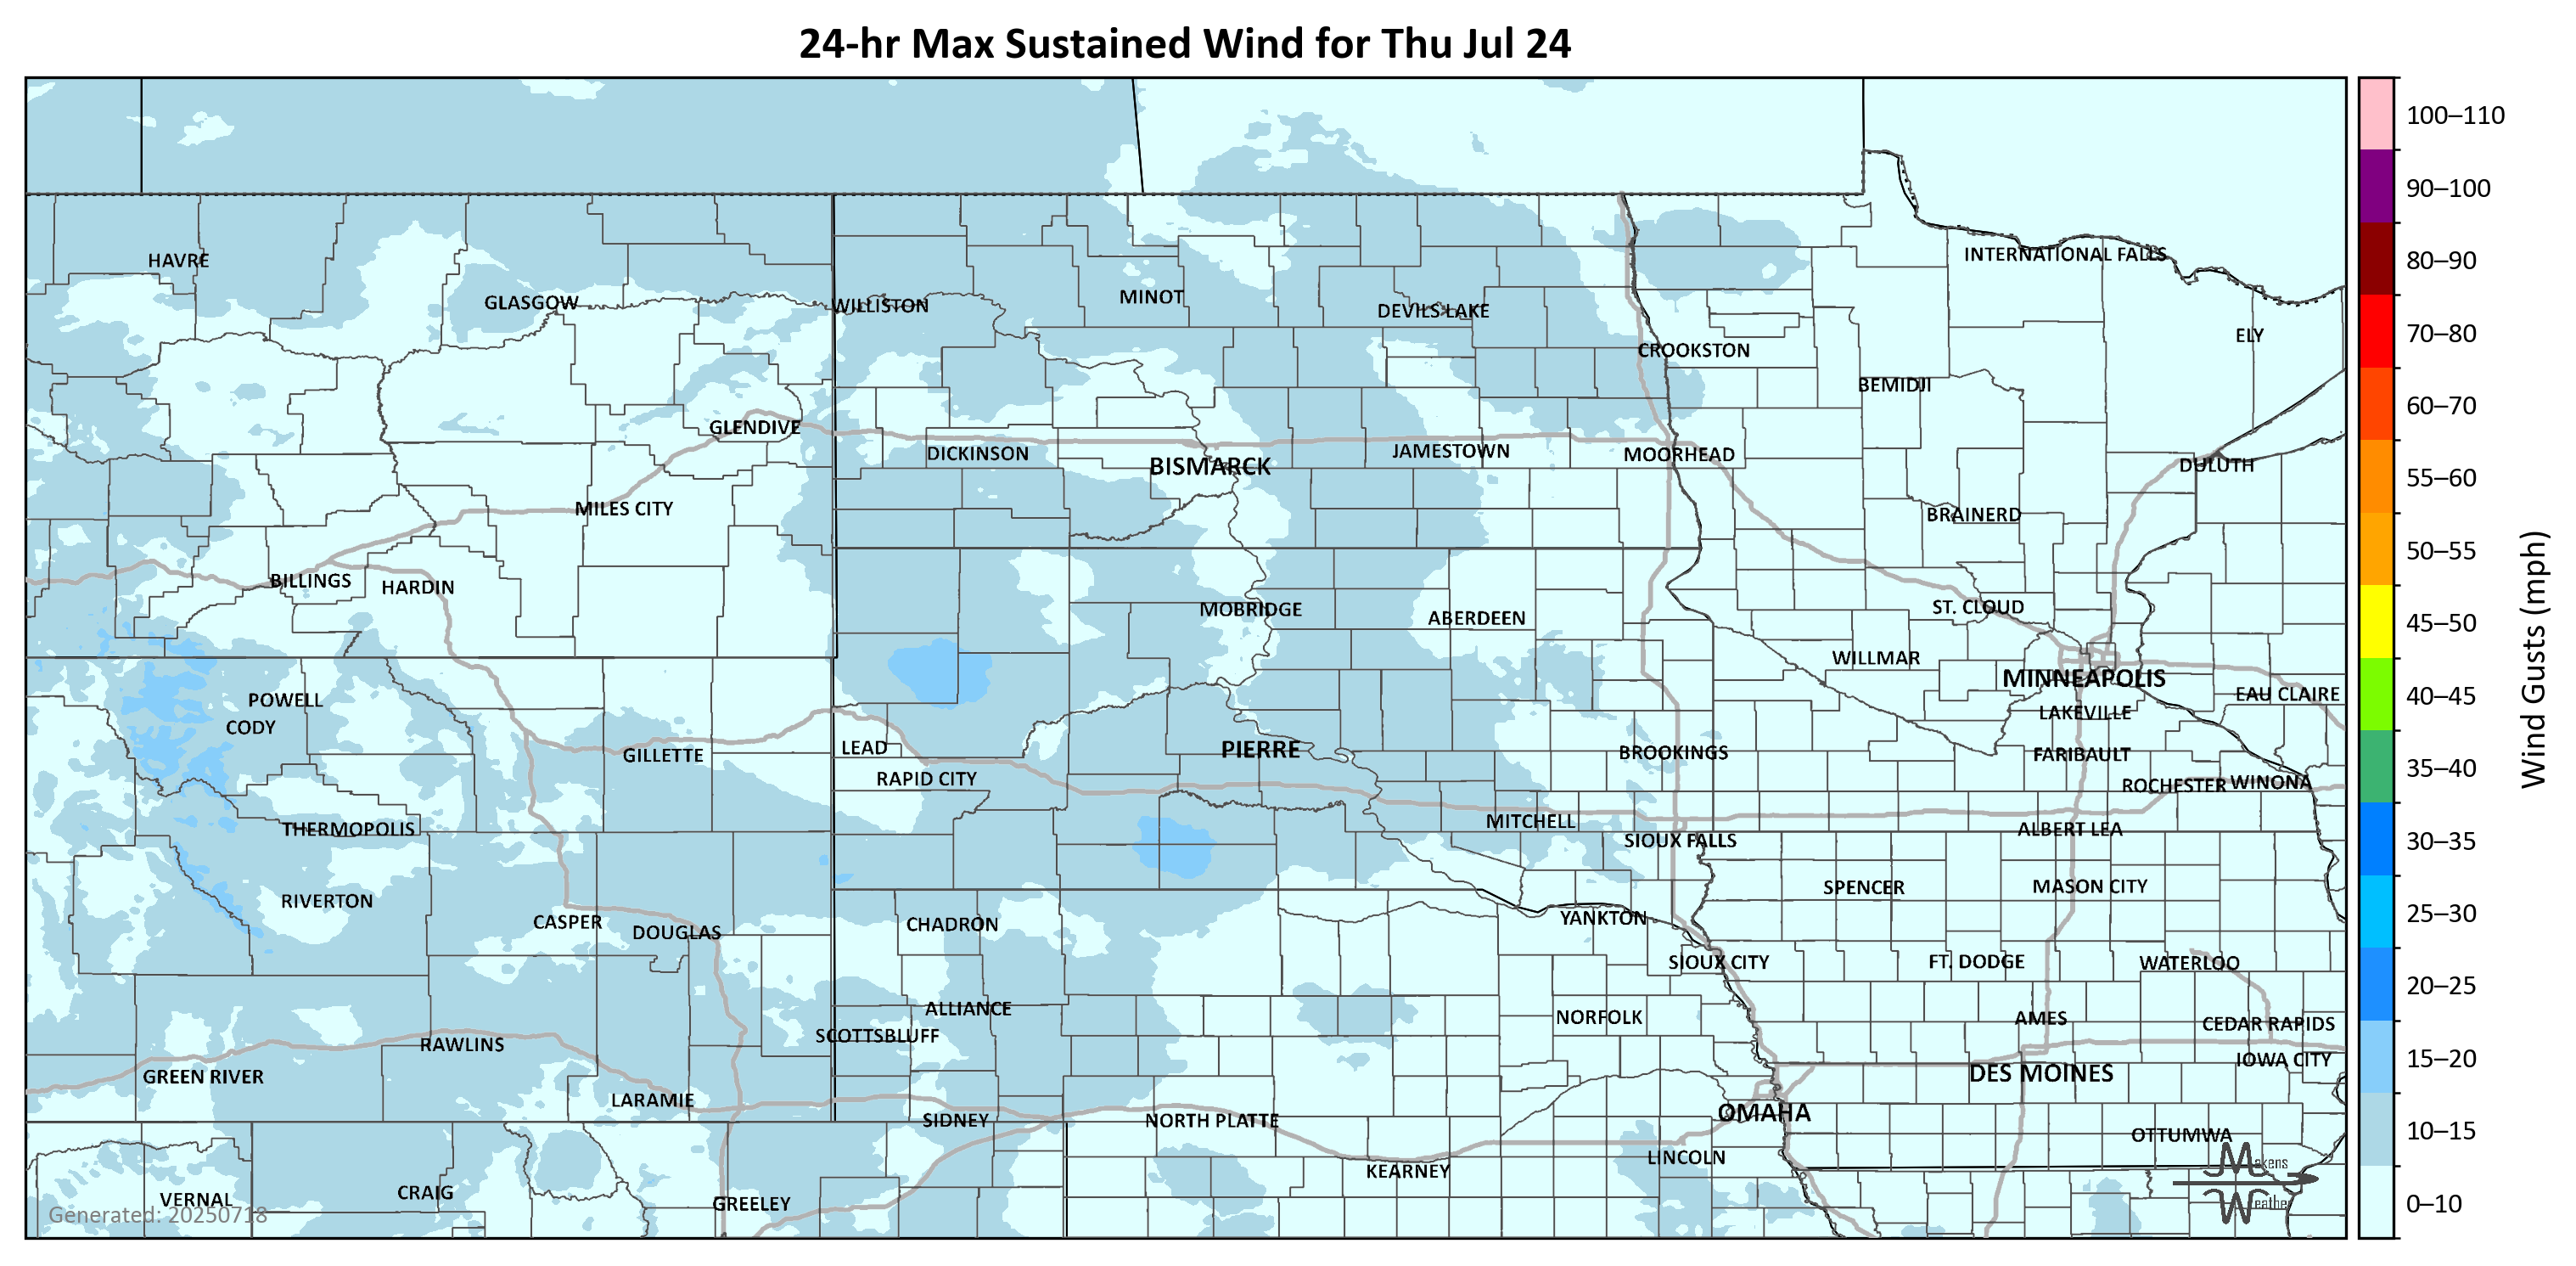 24-hr Max Sustained Wind for Thu Jul 24
100–110
90–100
80–90
70–80
60–70
55–60
50–55
45–50
40–45
35–40
30–35
25–30
20–25
15–20
10–15
0–10
Wind Gusts (mph)
HAVRE
GLASGOW
WILLISTON
MINOT
DEVILS LAKE
INTERNATIONAL FALLS
ELY
CROOKSTON
BEMIDJI
GLENDIVE
DICKINSON
BISMARCK
JAMESTOWN
MOORHEAD
DULUTH
MILES CITY
BRAINERD
BILLINGS
HARDIN
MOBRIDGE
ABERDEEN
ST. CLOUD
WILLMAR
MINNEAPOLIS
EAU CLAIRE
POWELL
CODY
LAKEVILLE
GILLETTE
LEAD
RAPID CITY
PIERRE
BROOKINGS
FARIBAULT
ROCHESTER
WINONA
THERMOPOLIS
MITCHELL
SIOUX FALLS
ALBERT LEA
RIVERTON
SPENCER
MASON CITY
CASPER
DOUGLAS
CHADRON
YANKTON
SIOUX CITY
FT. DODGE
WATERLOO
ALLIANCE
NORFOLK
AMES
CEDAR RAPIDS
SCOTTSBLUFF
RAWLINS
IOWA CITY
GREEN RIVER
DES MOINES
LARAMIE
SIDNEY
NORTH PLATTE
OMAHA
OTTUMWA
LINCOLN
KEARNEY
VERNAL
CRAIG
GREELEY
Generated: 20250718
Makens
Weather